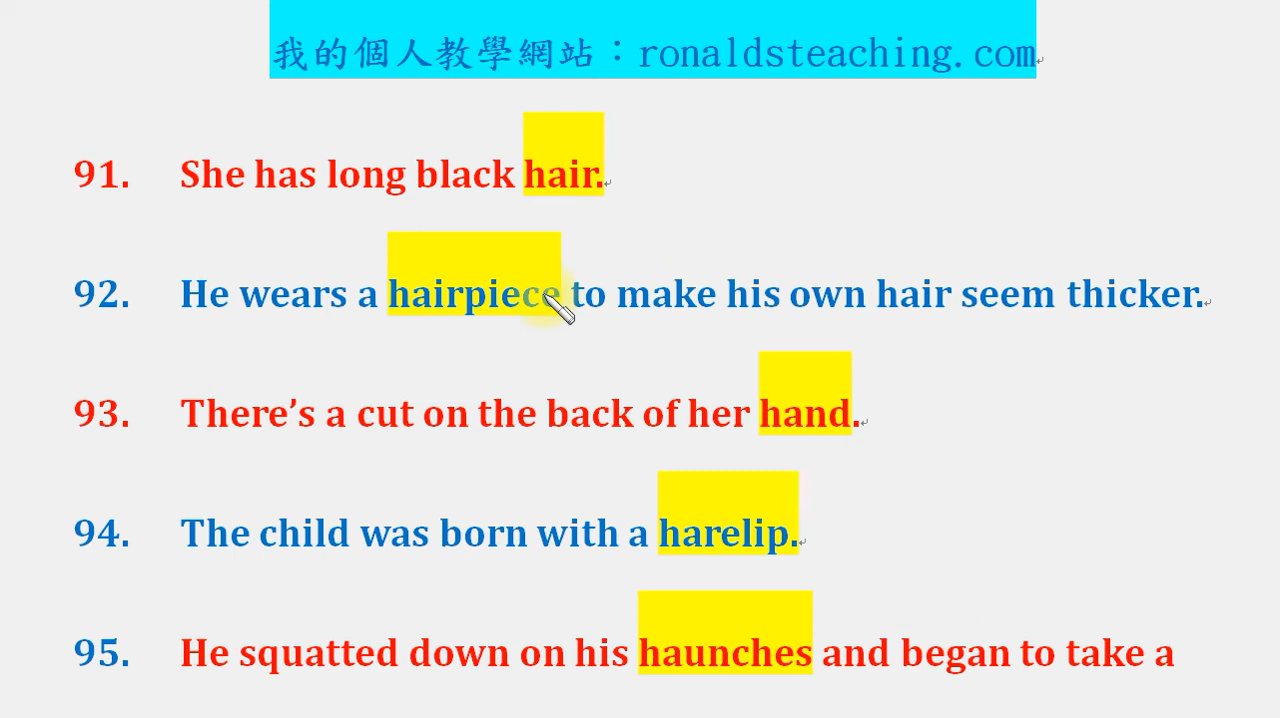 我的個人教學網站：ronaldsteaching.com
91. She has long black hair.
92. He wears a hairpiece to make his own hair seem thicker.
93. There’s a cut on the back of her hand.
94. The child was born with a harelip.
95. He squatted down on his haunches and began to take a